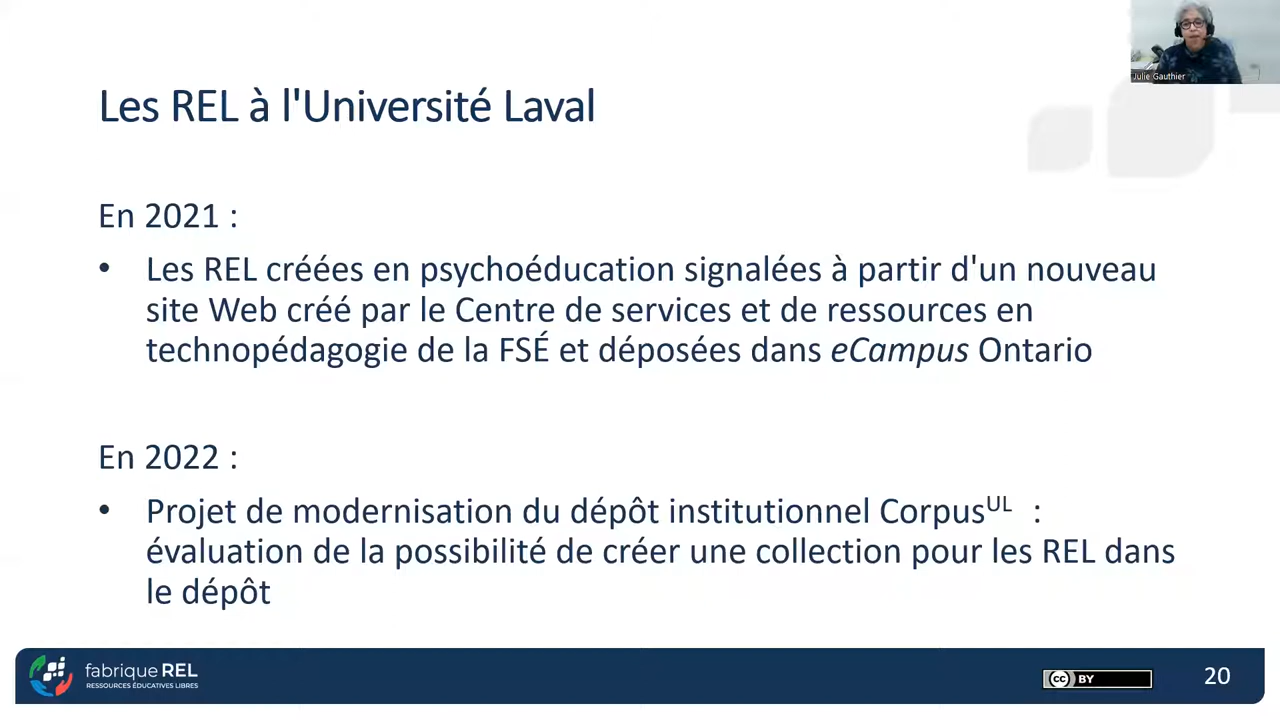 Julie Gauthier
Les REL à l'Université Laval
En 2021 :
• Les REL créées en psychoéducation signalées à partir d'un nouveau
site Web créé par le Centre de services et de ressources en
technopédagogie de la FSÉ et déposées dans eCampus Ontario
En 2022 :
• Projet de modernisation du dépôt institutionnel CorpusUL :
évaluation de la possibilité de créer une collection pour les REL dans
le dépôt
fabrique REL
RESSOURCES ÉDUCATIVES LIBRES
cc BY
20